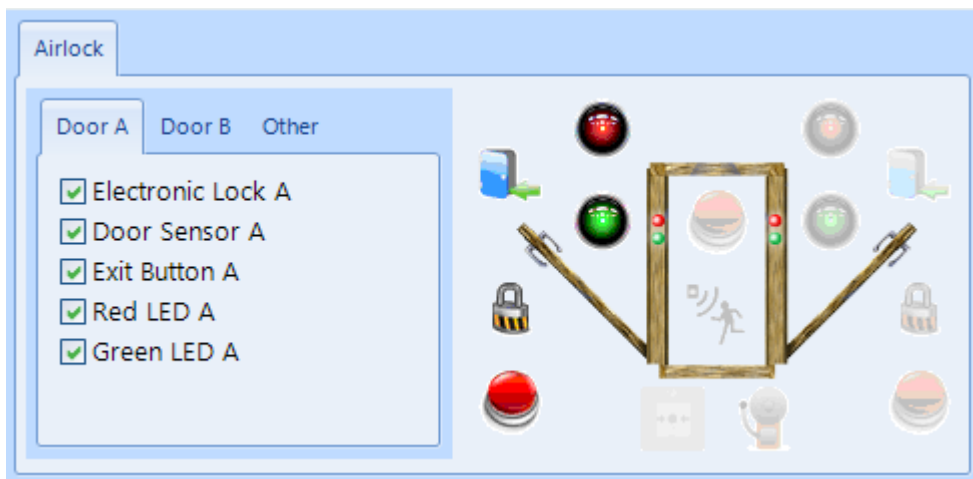 Airlock
Door A Door B Other
Electronic Lock A
Door Sensor A
Exit Button A
Red LED A
Green LED A